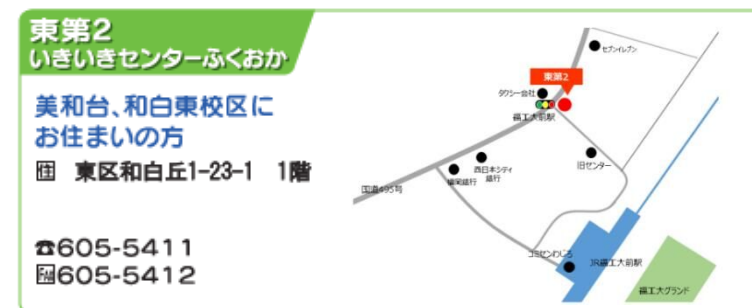 東第2
いきいきセンターふくおか
美和台、和白東校区に
お住まいの方
住 東区和白丘1-23-1 1階
☎605-5411
FAX605-5412
セブンイレブン
東第2
タクシー会社
福工大前駅
旧センター
西日本シティ
銀行
福岡銀行
国道495号
コミセンわじろ
JR福工大前駅
福工大グランド